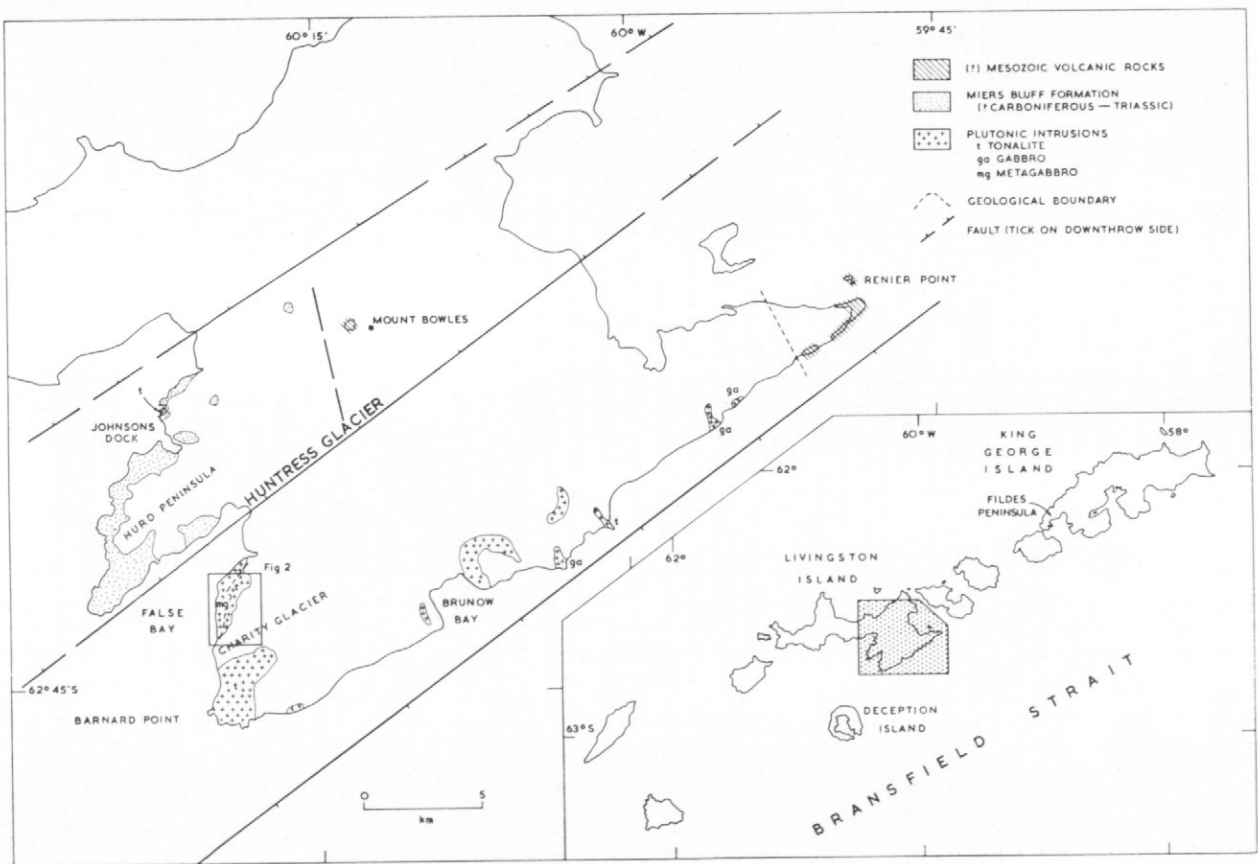 60° 15'
60° W
59° 45'
(?) MESOZOIC VOLCANIC ROCKS
MIERS BLUFF FORMATION
(? CARBONIFEROUS — TRIASSIC)
PLUTONIC INTRUSIONS
t TONALITE
ga GABBRO
mg METAGABBRO
GEOLOGICAL BOUNDARY
FAULT (TICK ON DOWNTHROW SIDE)
RENIER POINT
MOUNT BOWLES
t
JOHNSONS
DOCK
HUNTRESS GLACIER
HURD PENINSULA
ga
ga
t
ga
Fig 2
t
mg
FALSE
BAY
CHARITY GLACIER
BRUNOW
BAY
t
62° 45'S
BARNARD POINT
0 5
km
60° W
58°
KING
GEORGE
ISLAND
FILDES
PENINSULA
62°
62°
LIVINGSTON
ISLAND
DECEPTION
ISLAND
63°S
BRANSFIELD STRAIT